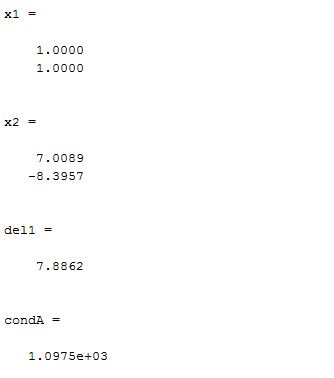 x1 =
1.0000
1.0000
x2 =
7.0089
-8.3957
del1 =
7.8862
condA =
1.0975e+03